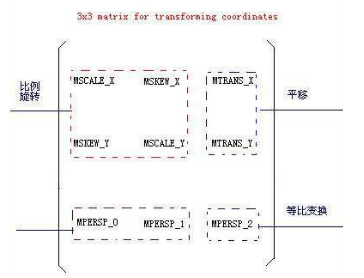 3x3 matrix for transforming coordinates
比例
旋转
MSCALE_X MSKEW_X MTRANS_X
平移
MSKEW_Y MSCALE_Y MTRANS_Y
MPERSP_0 MPERSP_1 MPERSP_2
等比变换